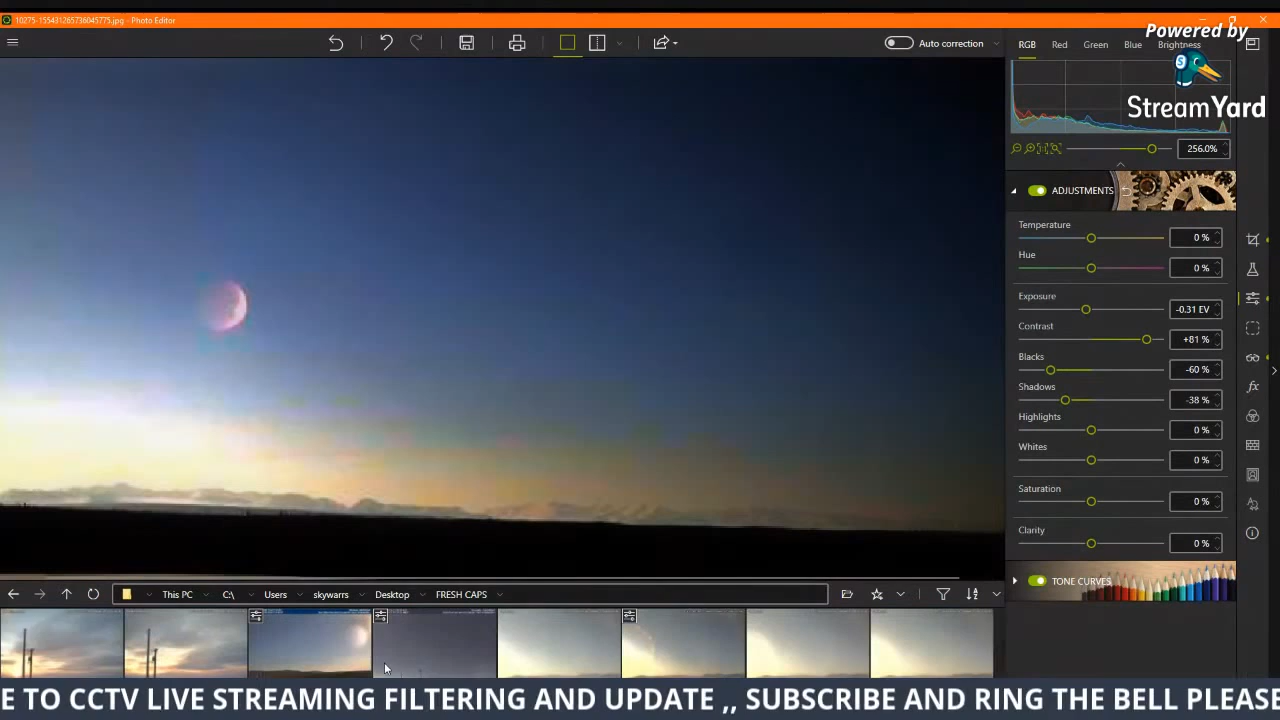 10275-155431265736045775.jpg - Photo Editor
Powered by
StreamYard
Auto correction
RGB
Red
Green
Blue
Brightness
256.0%
ADJUSTMENTS
Temperature
0 %
Hue
0 %
Exposure
-0.31 EV
Contrast
+81 %
Blacks
-60 %
Shadows
-38 %
Highlights
0 %
Whites
0 %
Saturation
0 %
Clarity
0 %
TONE CURVES
This PC
C:\
Users
skywarrs
Desktop
FRESH CAPS
E TO CCTV LIVE STREAMING FILTERING AND UPDATE ,, SUBSCRIBE AND RING THE BELL PLEASE